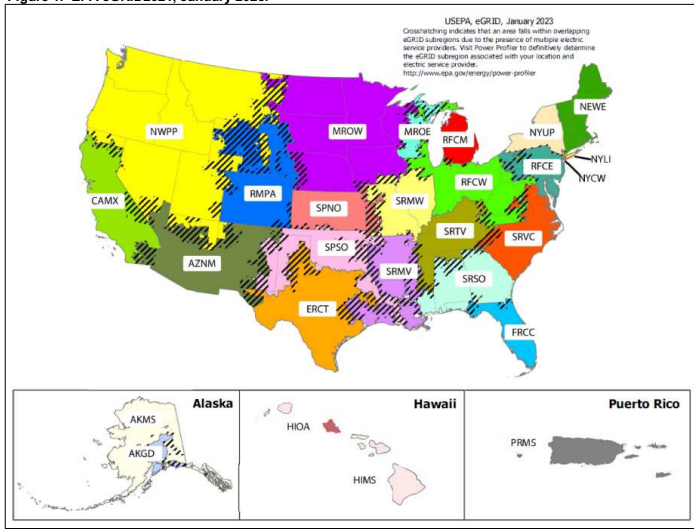 USEPA, eGRID, January 2023
Crosshatching indicates that an area falls within overlapping
eGRID subregions due to the presence of multiple electric
service providers. Visit Power Profiler to definitively determine
the eGRID subregion associated with your location and
electric service provider.
http://www.epa.gov/energy/power-profiler
NEWE
NWPP
MROW
MROE
NYUP
RFCM
NYLI
RFCE
NYCW
RMPA
RFCW
CAMX
SPNO
SRMW
SRTV
SPSO
SRVC
AZNM
SRMV
SRSO
ERCT
FRCC
Alaska
AKMS
AKGD
Hawaii
HIOA
HIMS
Puerto Rico
PRMS